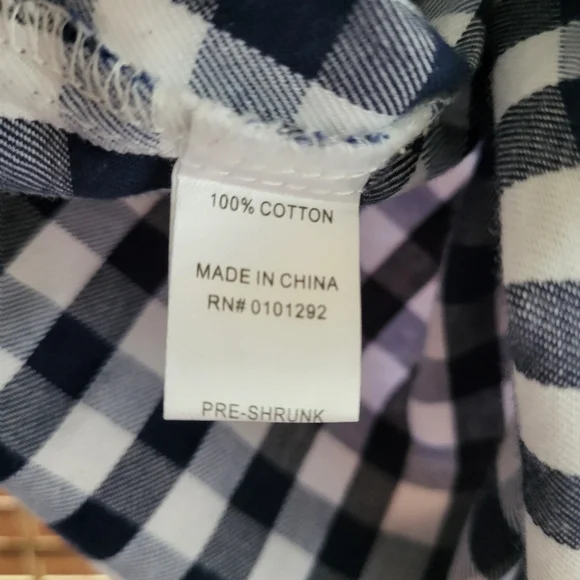 100% COTTON
MADE IN CHINA
RN# 0101292
PRE-SHRUNK